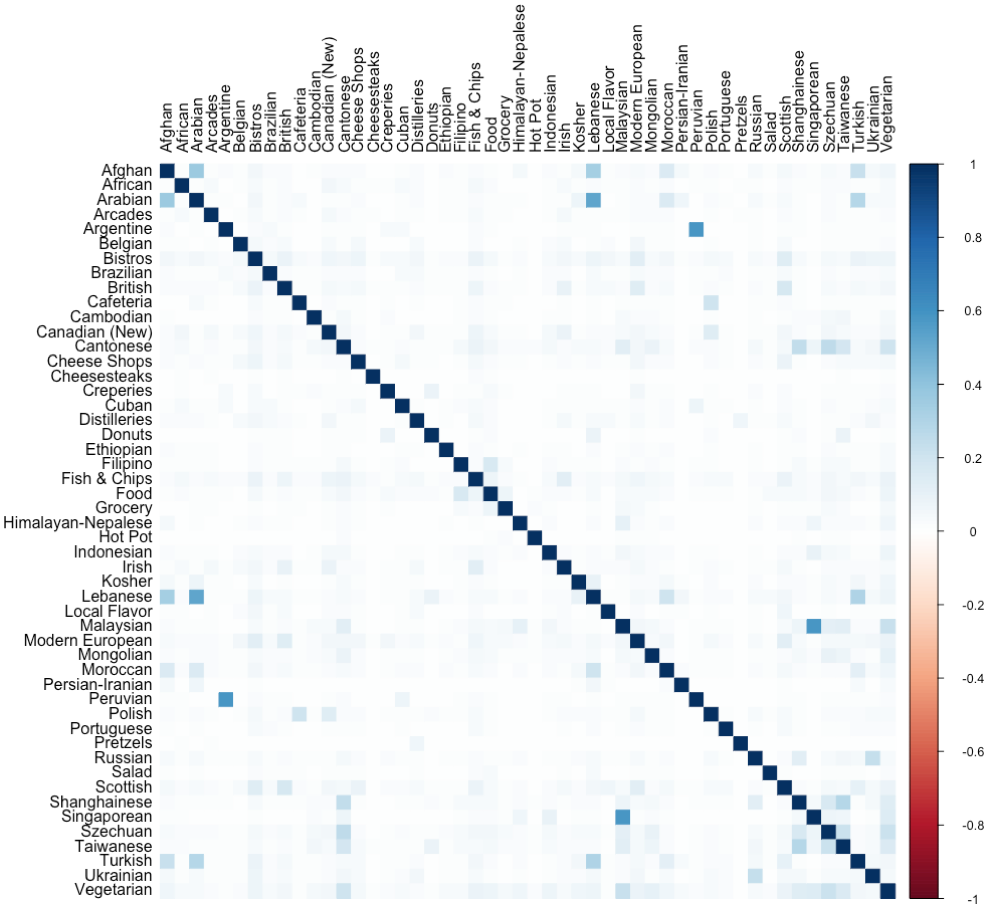 Afghan
African
Arabian
Arcades
Argentine
Belgian
Bistros
Brazilian
British
Cafeteria
Cambodian
Canadian (New)
Cantonese
Cheese Shops
Cheesesteaks
Creperies
Cuban
Distilleries
Donuts
Ethiopian
Filipino
Fish & Chips
Food
Grocery
Himalayan-Nepalese
Hot Pot
Indonesian
Irish
Kosher
Lebanese
Local Flavor
Malaysian
Modern European
Mongolian
Moroccan
Persian-Iranian
Peruvian
Polish
Portuguese
Pretzels
Russian
Salad
Scottish
Shanghainese
Singaporean
Szechuan
Taiwanese
Turkish
Ukrainian
Vegetarian
Afghan
African
Arabian
Arcades
Argentine
Belgian
Bistros
Brazilian
British
Cafeteria
Cambodian
Canadian (New)
Cantonese
Cheese Shops
Cheesesteaks
Creperies
Cuban
Distilleries
Donuts
Ethiopian
Filipino
Fish & Chips
Food
Grocery
Himalayan-Nepalese
Hot Pot
Indonesian
Irish
Kosher
Lebanese
Local Flavor
Malaysian
Modern European
Mongolian
Moroccan
Persian-Iranian
Peruvian
Polish
Portuguese
Pretzels
Russian
Salad
Scottish
Shanghainese
Singaporean
Szechuan
Taiwanese
Turkish
Ukrainian
Vegetarian
1
0.8
0.6
0.4
0.2
0
-0.2
-0.4
-0.6
-0.8
-1